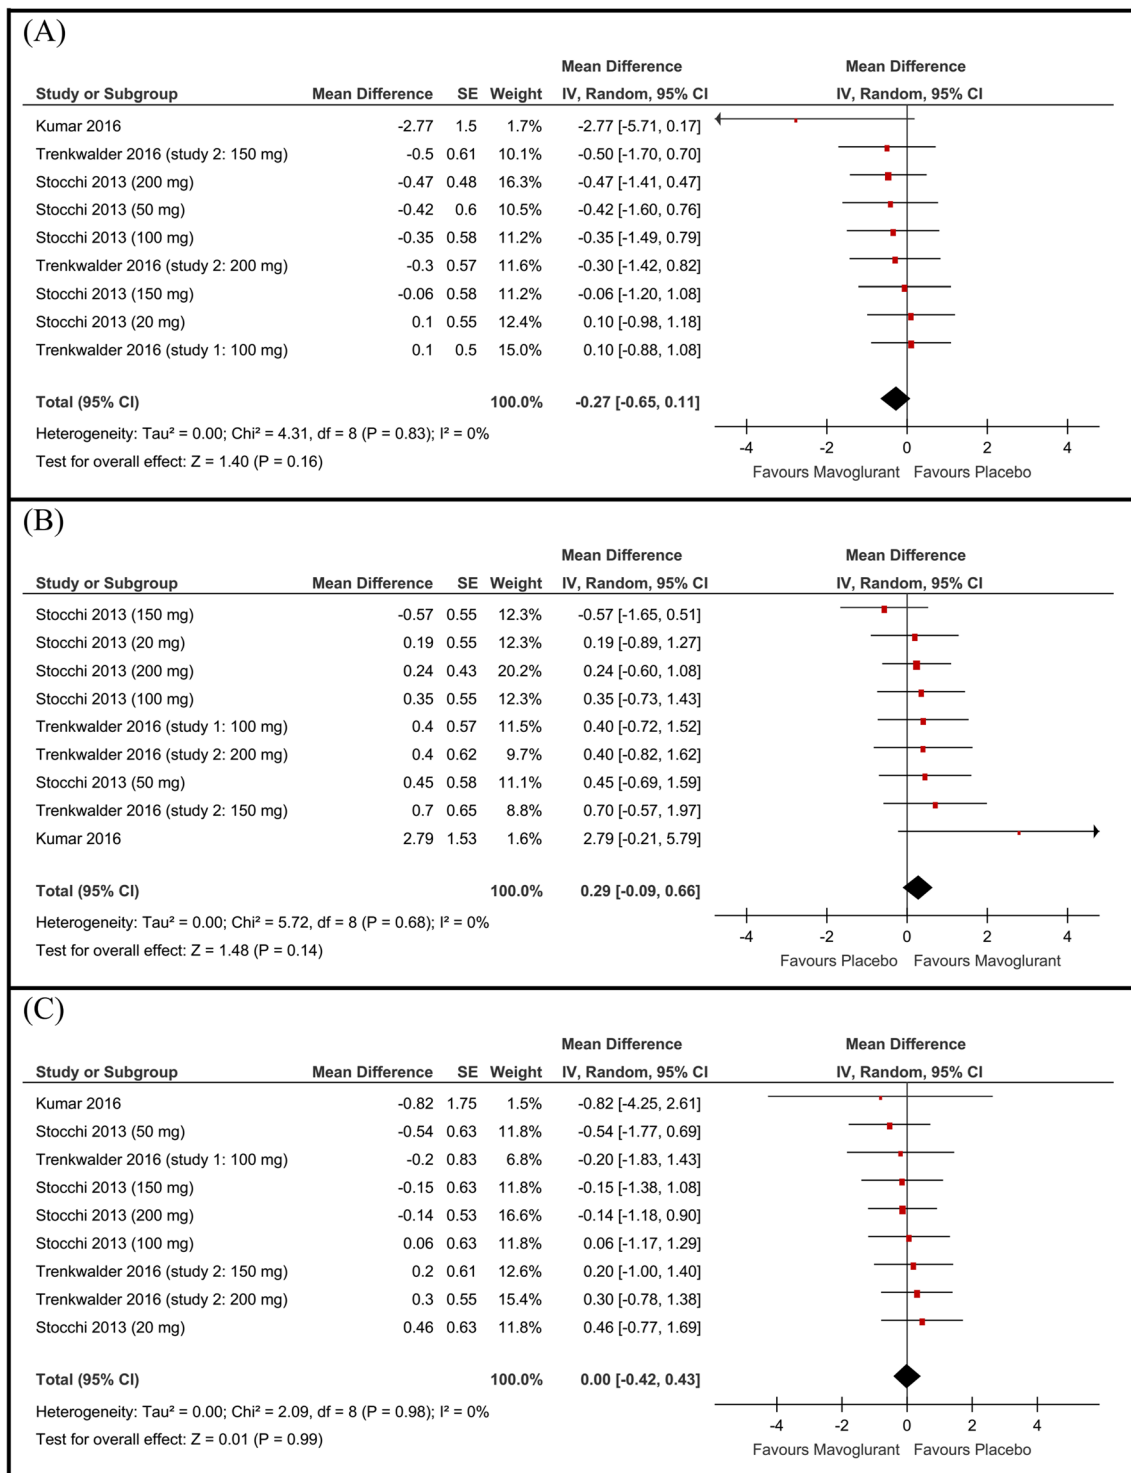 (A)
Mean Difference Mean Difference
Study or Subgroup Mean Difference SE Weight IV, Random, 95% CI IV, Random, 95% CI
Kumar 2016 -2.77 1.5 1.7% -2.77 [-5.71, 0.17]
Trenkwalder 2016 (study 2: 150 mg) -0.5 0.61 10.1% -0.50 [-1.70, 0.70]
Stocchi 2013 (200 mg) -0.47 0.48 16.3% -0.47 [-1.41, 0.47]
Stocchi 2013 (50 mg) -0.42 0.6 10.5% -0.42 [-1.60, 0.76]
Stocchi 2013 (100 mg) -0.35 0.58 11.2% -0.35 [-1.49, 0.79]
Trenkwalder 2016 (study 2: 200 mg) -0.3 0.57 11.6% -0.30 [-1.42, 0.82]
Stocchi 2013 (150 mg) -0.06 0.58 11.2% -0.06 [-1.20, 1.08]
Stocchi 2013 (20 mg) 0.1 0.55 12.4% 0.10 [-0.98, 1.18]
Trenkwalder 2016 (study 1: 100 mg) 0.1 0.5 15.0% 0.10 [-0.88, 1.08]
Total (95% CI) 100.0% -0.27 [-0.65, 0.11]
Heterogeneity: Tau² = 0.00; Chi² = 4.31, df = 8 (P = 0.83); I² = 0%
Test for overall effect: Z = 1.40 (P = 0.16)
-4 -2 0 2 4
Favours Mavoglurant Favours Placebo
(B)
Mean Difference Mean Difference
Study or Subgroup Mean Difference SE Weight IV, Random, 95% CI IV, Random, 95% CI
Stocchi 2013 (150 mg) -0.57 0.55 12.3% -0.57 [-1.65, 0.51]
Stocchi 2013 (20 mg) 0.19 0.55 12.3% 0.19 [-0.89, 1.27]
Stocchi 2013 (200 mg) 0.24 0.43 20.2% 0.24 [-0.60, 1.08]
Stocchi 2013 (100 mg) 0.35 0.55 12.3% 0.35 [-0.73, 1.43]
Trenkwalder 2016 (study 1: 100 mg) 0.4 0.57 11.5% 0.40 [-0.72, 1.52]
Trenkwalder 2016 (study 2: 200 mg) 0.4 0.62 9.7% 0.40 [-0.82, 1.62]
Stocchi 2013 (50 mg) 0.45 0.58 11.1% 0.45 [-0.69, 1.59]
Trenkwalder 2016 (study 2: 150 mg) 0.7 0.65 8.8% 0.70 [-0.57, 1.97]
Kumar 2016 2.79 1.53 1.6% 2.79 [-0.21, 5.79]
Total (95% CI) 100.0% 0.29 [-0.09, 0.66]
Heterogeneity: Tau² = 0.00; Chi² = 5.72, df = 8 (P = 0.68); I² = 0%
Test for overall effect: Z = 1.48 (P = 0.14)
-4 -2 0 2 4
Favours Placebo Favours Mavoglurant
(C)
Mean Difference Mean Difference
Study or Subgroup Mean Difference SE Weight IV, Random, 95% CI IV, Random, 95% CI
Kumar 2016 -0.82 1.75 1.5% -0.82 [-4.25, 2.61]
Stocchi 2013 (50 mg) -0.54 0.63 11.8% -0.54 [-1.77, 0.69]
Trenkwalder 2016 (study 1: 100 mg) -0.2 0.83 6.8% -0.20 [-1.83, 1.43]
Stocchi 2013 (150 mg) -0.15 0.63 11.8% -0.15 [-1.38, 1.08]
Stocchi 2013 (200 mg) -0.14 0.53 16.6% -0.14 [-1.18, 0.90]
Stocchi 2013 (100 mg) 0.06 0.63 11.8% 0.06 [-1.17, 1.29]
Trenkwalder 2016 (study 2: 150 mg) 0.2 0.61 12.6% 0.20 [-1.00, 1.40]
Trenkwalder 2016 (study 2: 200 mg) 0.3 0.55 15.4% 0.30 [-0.78, 1.38]
Stocchi 2013 (20 mg) 0.46 0.63 11.8% 0.46 [-0.77, 1.69]
Total (95% CI) 100.0% 0.00 [-0.42, 0.43]
Heterogeneity: Tau² = 0.00; Chi² = 2.09, df = 8 (P = 0.98); I² = 0%
Test for overall effect: Z = 0.01 (P = 0.99)
-4 -2 0 2 4
Favours Mavoglurant Favours Placebo